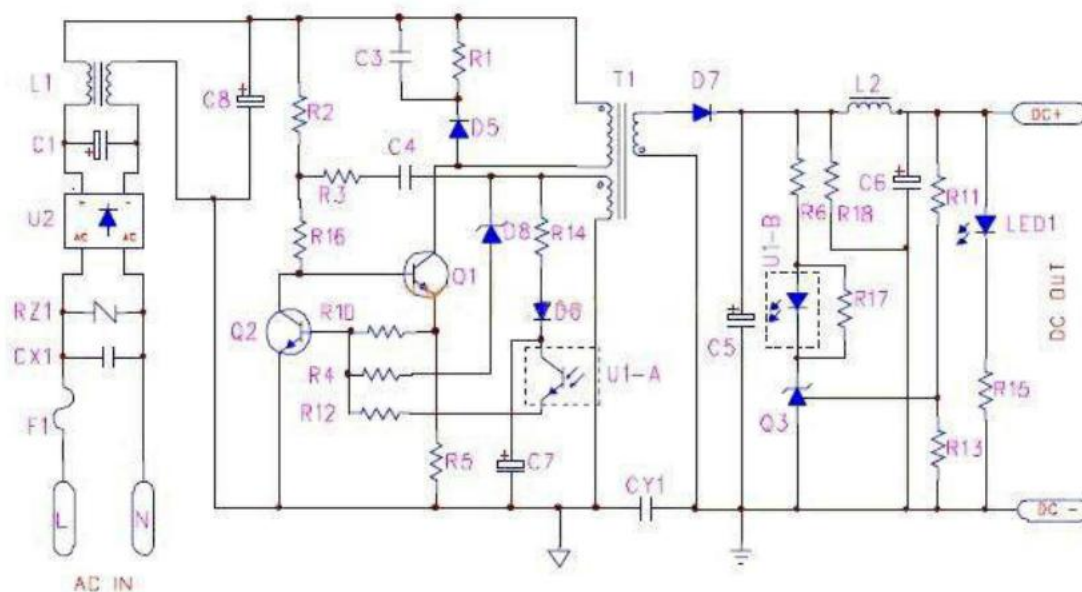 L1
C8
C3
R1
T1
D7
L2
DC+
R2
D5
C1
C4
R3
C6
R11
U2
- -
AC AC
R16
D8
R14
R6
R18
LED1
U1-B
Q1
RZ1
R10
D6
R17
DC OUT
Q2
CX1
R4
U1-A
C5
Q3
R15
R12
F1
R5
C7
R13
CY1
L
N
DC -
AC IN